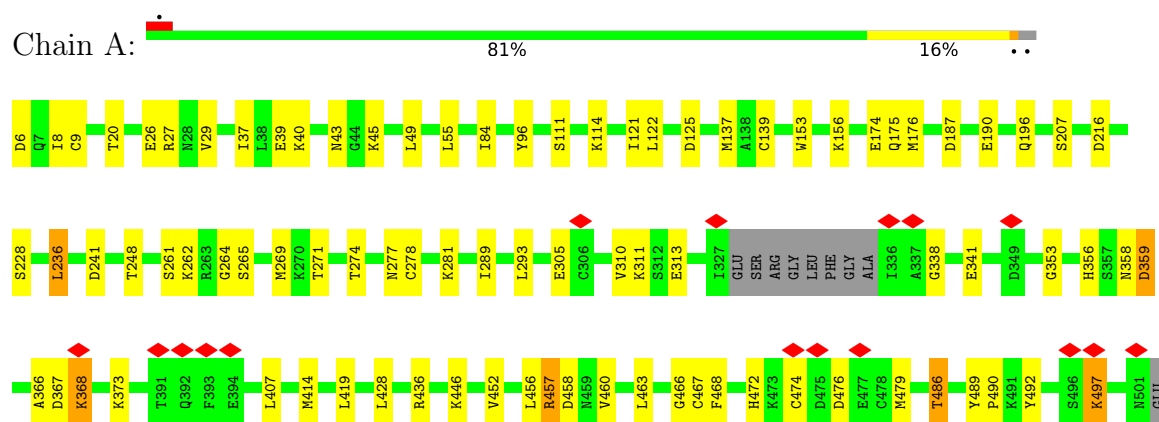 Chain A:
81% 16%
D6 Q7 I8 C9 T20 E26 R27 N28 V29 I37 L38 E39 K40 N43 G44 K45 L49 L55 I84 Y96 S111 K114 I121 L122 D125 M137 A138 C139 W153 K156 E174 Q175 M176 D187 E190 Q196 S207 D216
S228 L236 D241 T248 S261 K262 R263 G264 S265 M269 K270 T271 T274 N277 C278 K281 I289 L293 E305 C306 V310 K311 S312 E313 I327 GLU SER ARG GLY LEU PHE GLY ALA I336 A337 G338 E341 D349 G353 H356 S357 N358 D359
A366 D367 K368 K373 T391 Q392 F393 E394 L407 M414 L419 L428 R436 K446 V452 L456 R457 D458 N459 V460 L463 G466 C467 F468 H472 K473 C474 D475 D476 E477 C478 M479 T486 Y489 P490 K491 Y492 S496 K497 N501 GLU